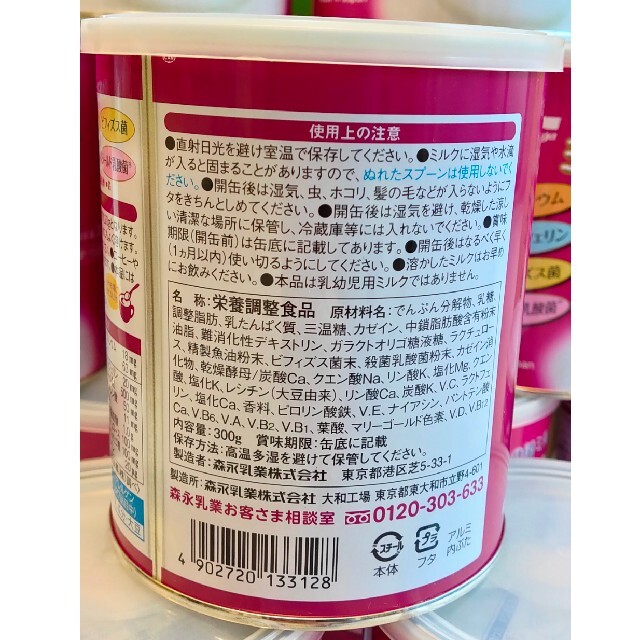 使用上の注意
●直射日光を避け室温で保存してください。●ミルクに湿気や水滴
が入ると固まることがありますので、ぬれたスプーンは使用しないでく
ださい。●開缶後は湿気、虫、ホコリ、髪の毛などが入らないようにフ
タをきちんとしめてください。●開缶後は湿気を避け、乾燥した涼し
い清潔な場所に保管し、冷蔵庫等には入れないでください。●賞味
期限(開缶前)は缶底に記載してあります。●開缶後はなるべく早く
(1ヵ月以内)使い切るようにしてください。●溶かしたミルクはお早め
にお飲みください。●本品は乳幼児用ミルクではありません。
名称:栄養調整食品 原材料名:でんぷん分解物、乳糖、
調整脂肪、乳たんぱく質、三温糖、カゼイン、中鎖脂肪酸含有粉末
油脂、難消化性デキストリン、ガラクトオリゴ糖液糖、ラクチュロー
ス、精製魚油粉末、ビフィズス菌末、殺菌乳酸菌粉末、カゼイン消
化物、乾燥酵母/炭酸Ca、クエン酸Na、リン酸K、塩化Mg、クエン
酸、塩化K、レシチン(大豆由来)、リン酸Ca、炭酸K、V.C、ラクトフェ
リン、塩化Ca、香料、ピロリン酸鉄、V.E、ナイアシン、パントテン酸
Ca、V.B6、V.A、V.B2、V.B1、葉酸、マリーゴールド色素、V.D、V.B12
内容量:300g 賞味期限:缶底に記載
保存方法:高温多湿を避けて保管してください。
製造者:森永乳業株式会社 東京都港区芝5-33-1
製造所:森永乳業株式会社 大和工場 東京都東大和市立野4-601
森永乳業お客さま相談室 0120-303-633
4 902720 133128
スチール
本体
プラ
フタ
アルミ
内ぶた
ビフィズス菌
ウム
フェリン
ズス菌
乳酸菌